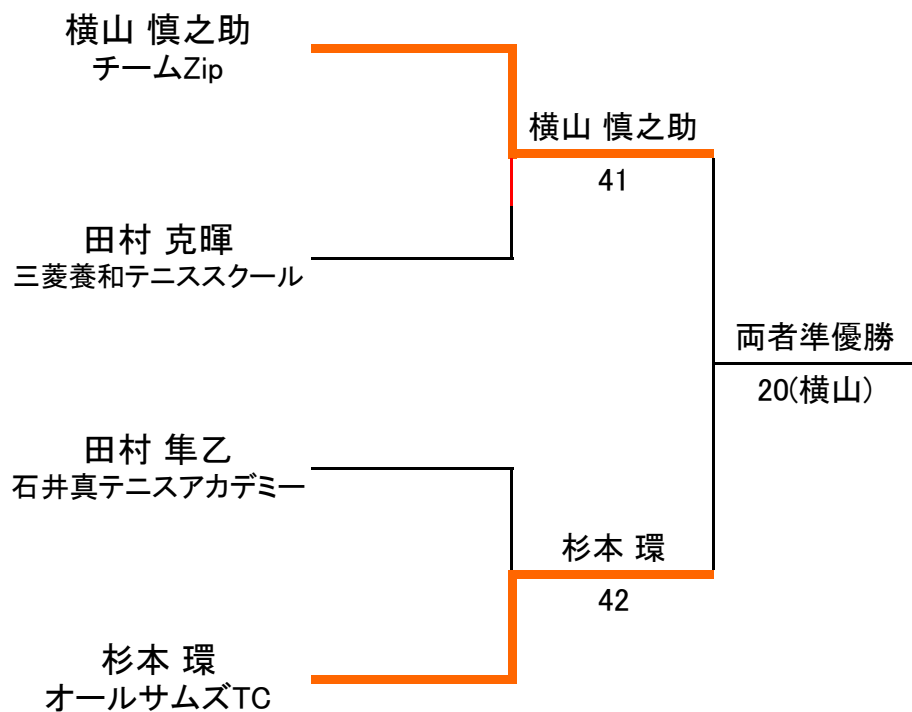 横山 慎之助
チームZip
横山 慎之助
41
田村 克暉
三菱養和テニススクール
両者準優勝
20(横山)
田村 隼乙
石井真テニスアカデミー
杉本 環
42
杉本 環
オールサムズTC